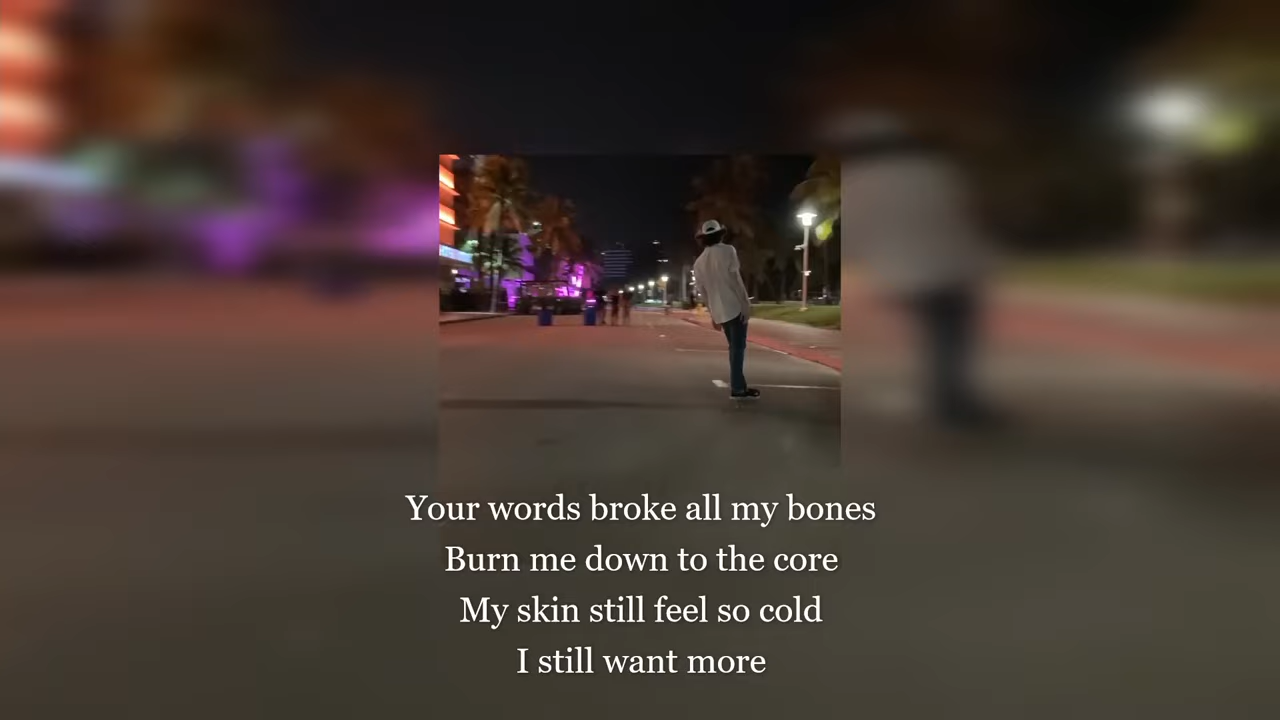 Your words broke all my bones
Burn me down to the core
My skin still feel so cold
I still want more